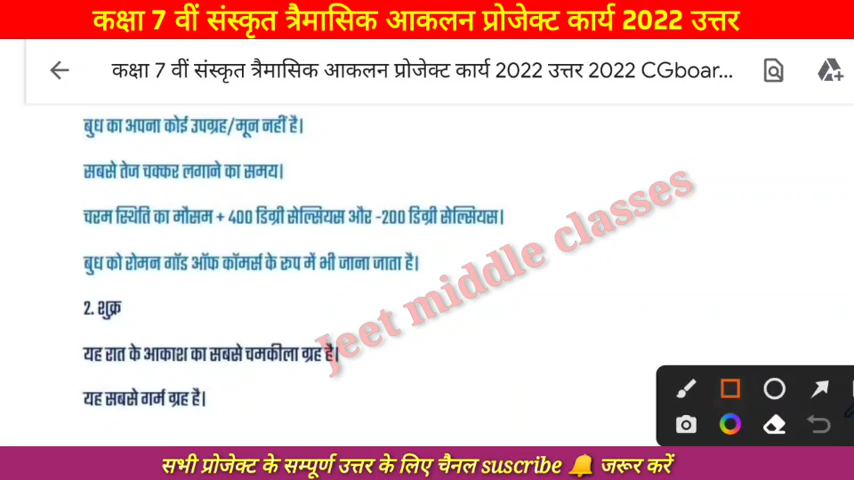 कक्षा 7 वीं संस्कृत त्रैमासिक आकलन प्रोजेक्ट कार्य 2022 उत्तर
कक्षा 7 वीं संस्कृत त्रैमासिक आकलन प्रोजेक्ट कार्य 2022 उत्तर 2022 CGboar...
बुध का अपना कोई उपग्रह/मून नहीं है।
सबसे तेज चक्कर लगाने का समय।
चरम स्थिति का मौसम + 400 डिग्री सेल्सियस और -200 डिग्री सेल्सियस।
बुध को रोमन गॉड ऑफ कॉमर्स के रूप में भी जाना जाता है।
2. शुक्र
यह रात के आकाश का सबसे चमकीला ग्रह है।
यह सबसे गर्म ग्रह है।
Jeet middle classes
सभी प्रोजेक्ट के सम्पूर्ण उत्तर के लिए चैनल suscribe 🔔 जरूर करें